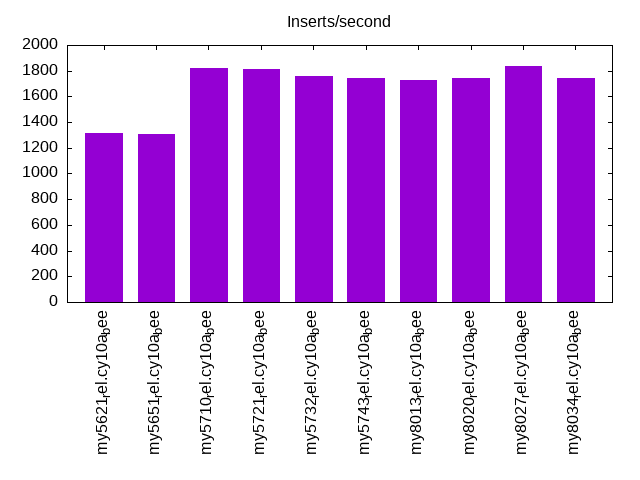 Inserts/second
2000
1800
1600
1400
1200
1000
800
600
400
200
0
my5621rel.cy10abee
my5651rel.cy10abee
my5710rel.cy10abee
my5721rel.cy10abee
my5732rel.cy10abee
my5743rel.cy10abee
my8013rel.cy10abee
my8020rel.cy10abee
my8027rel.cy10abee
my8034rel.cy10abee